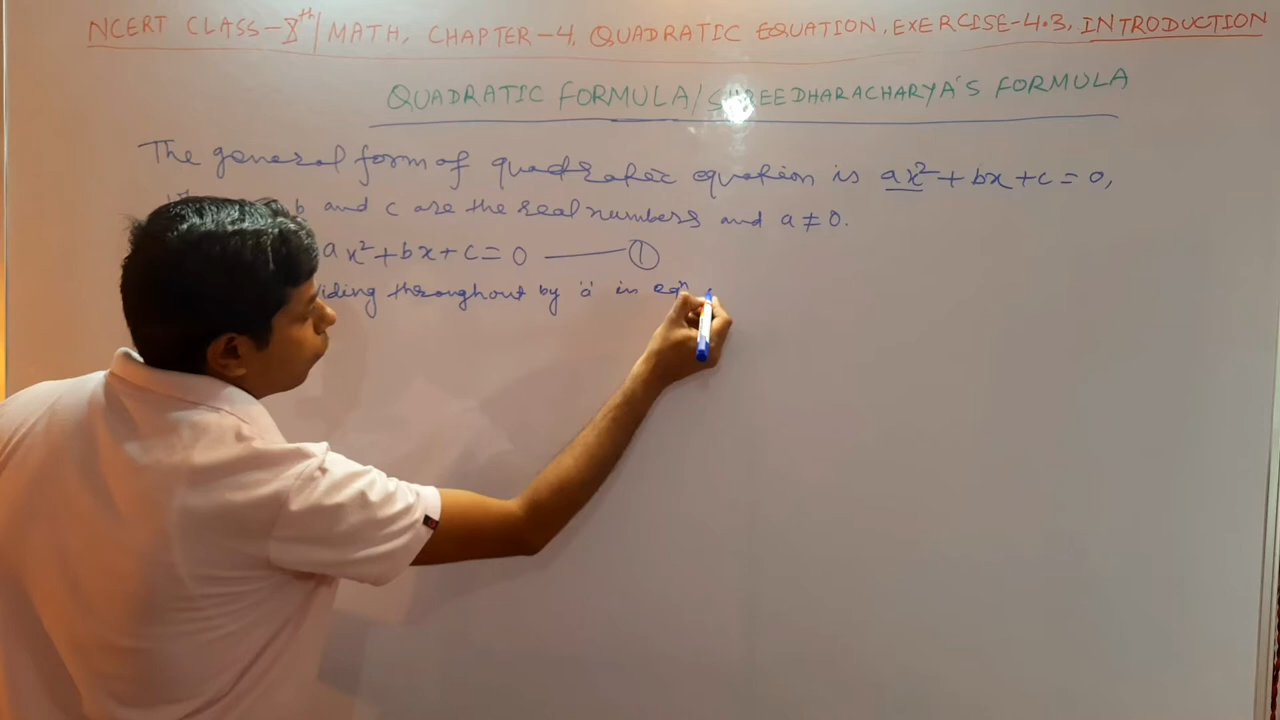 NCERT CLASS-X th/MATH, CHAPTER-4, QUADRATIC EQUATION, EXERCISE-4.3, INTRODUCTION
QUADRATIC FORMULA/SHREEDHARACHARYA'S FORMULA
The general form of quadratic equation is ax²+bx+c=0,
b and c are the real numbers and a≠0.
ax²+bx+c=0 —— ①
iding throughout by 'a' in eqn